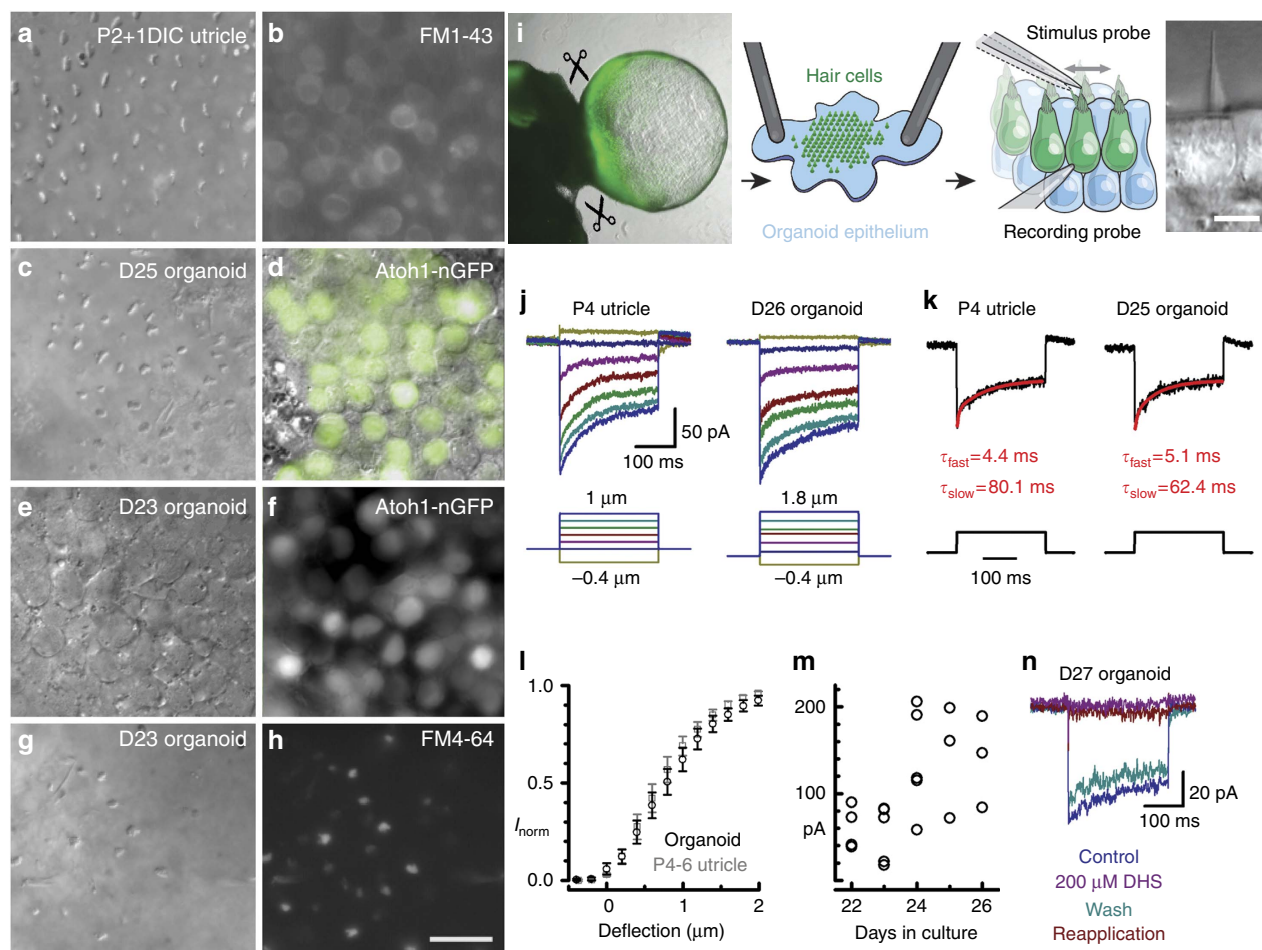 a
P2+1DIC utricle
b
FM1-43
c
D25 organoid
d
Atoh1-nGFP
e
D23 organoid
f
Atoh1-nGFP
g
D23 organoid
h
FM4-64
i
Hair cells
Organoid epithelium
Stimulus probe
Recording probe
j
P4 utricle
D26 organoid
50 pA
100 ms
1 μm
1.8 μm
–0.4 μm
–0.4 μm
k
P4 utricle
D25 organoid
τfast=4.4 ms
τslow=80.1 ms
τfast=5.1 ms
τslow=62.4 ms
100 ms
l
1.0
0.5
0.0
Inorm
Organoid
P4-6 utricle
0 1 2
Deflection (μm)
m
200
100
pA
0
22 24 26
Days in culture
n
D27 organoid
20 pA
100 ms
Control
200 μM DHS
Wash
Reapplication